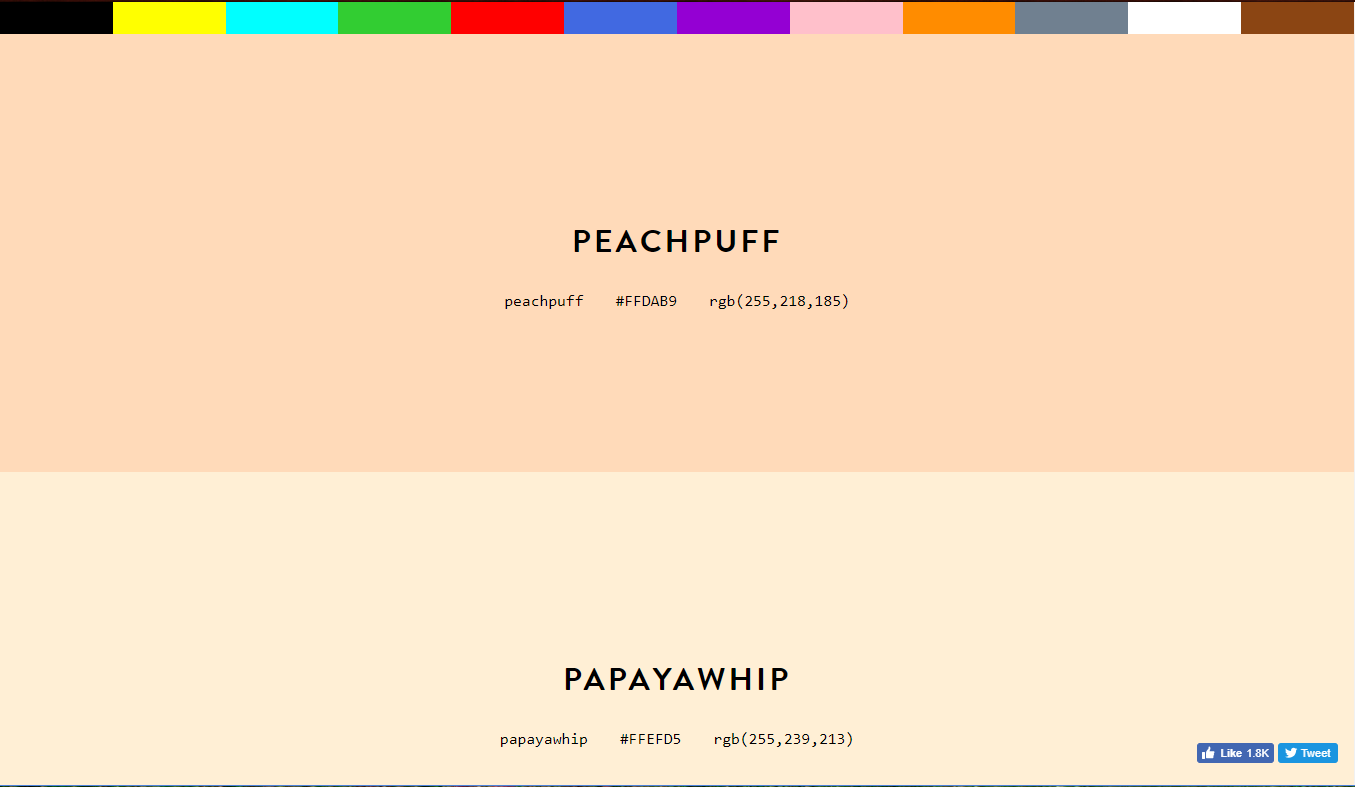 PEACHPUFF
peachpuff #FFDAB9 rgb(255,218,185)
PAPAYAWHIP
papayawhip #FFEFD5 rgb(255,239,213)
Like 1.8K Tweet